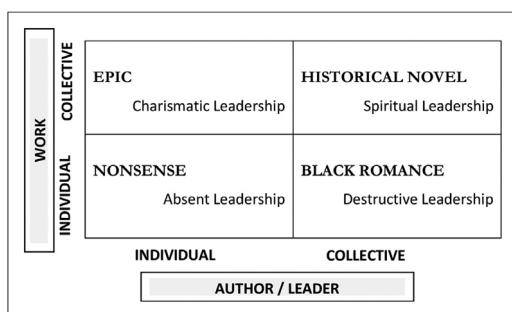 WORK
COLLECTIVE
INDIVIDUAL
EPIC
Charismatic Leadership
HISTORICAL NOVEL
Spiritual Leadership
NONSENSE
Absent Leadership
BLACK ROMANCE
Destructive Leadership
INDIVIDUAL
COLLECTIVE
AUTHOR / LEADER